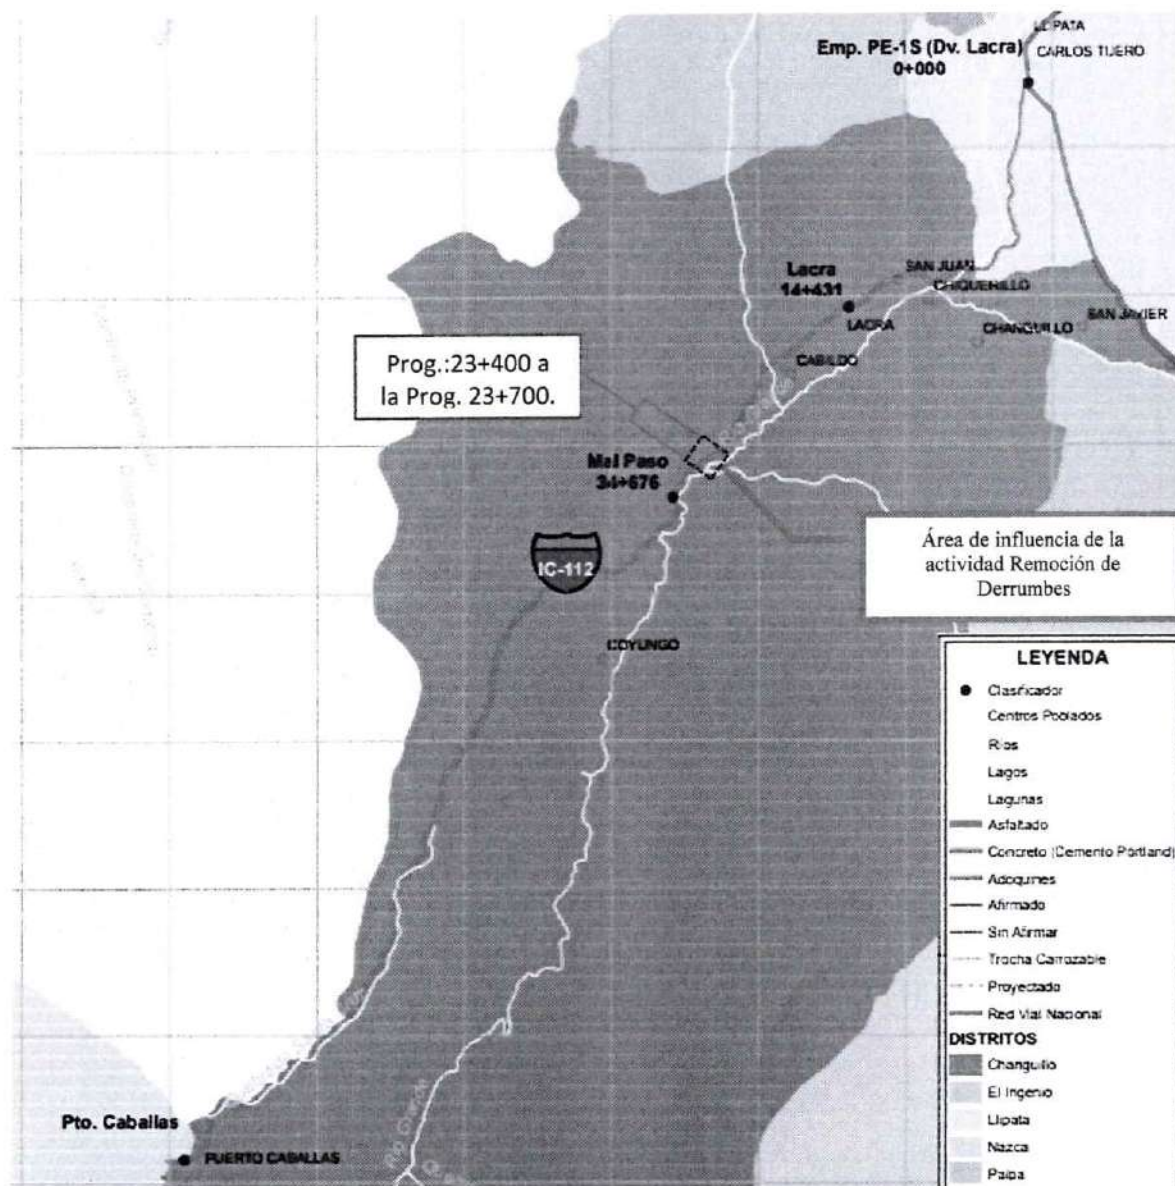 LLIPATA
Emp. PE-1S (Dv. Lacra)
0+000
CARLOS TIJERO
SAN JUAN
Lacra
14+431
CHIQUERILLO
LACRA
CHANGUILLO
SAN JAVIER
CABILDO
Prog.:23+400 a
la Prog. 23+700.
Mal Paso
34+676
Área de influencia de la
actividad Remoción de
Derrumbes
IC-112
COYUNGO
LEYENDA
Clasificador
Centros Poblados
Ríos
Lagos
Lagunas
Asfaltado
Concreto (Cemento Pórtland)
Adoquines
Afirmado
Sin Afirmar
Trocha Carrozable
Proyectado
Red Vial Nacional
DISTRITOS
Changuillo
El Ingenio
Llipata
Nazca
Palpa
Pto. Caballas
PUERTO CABALLAS